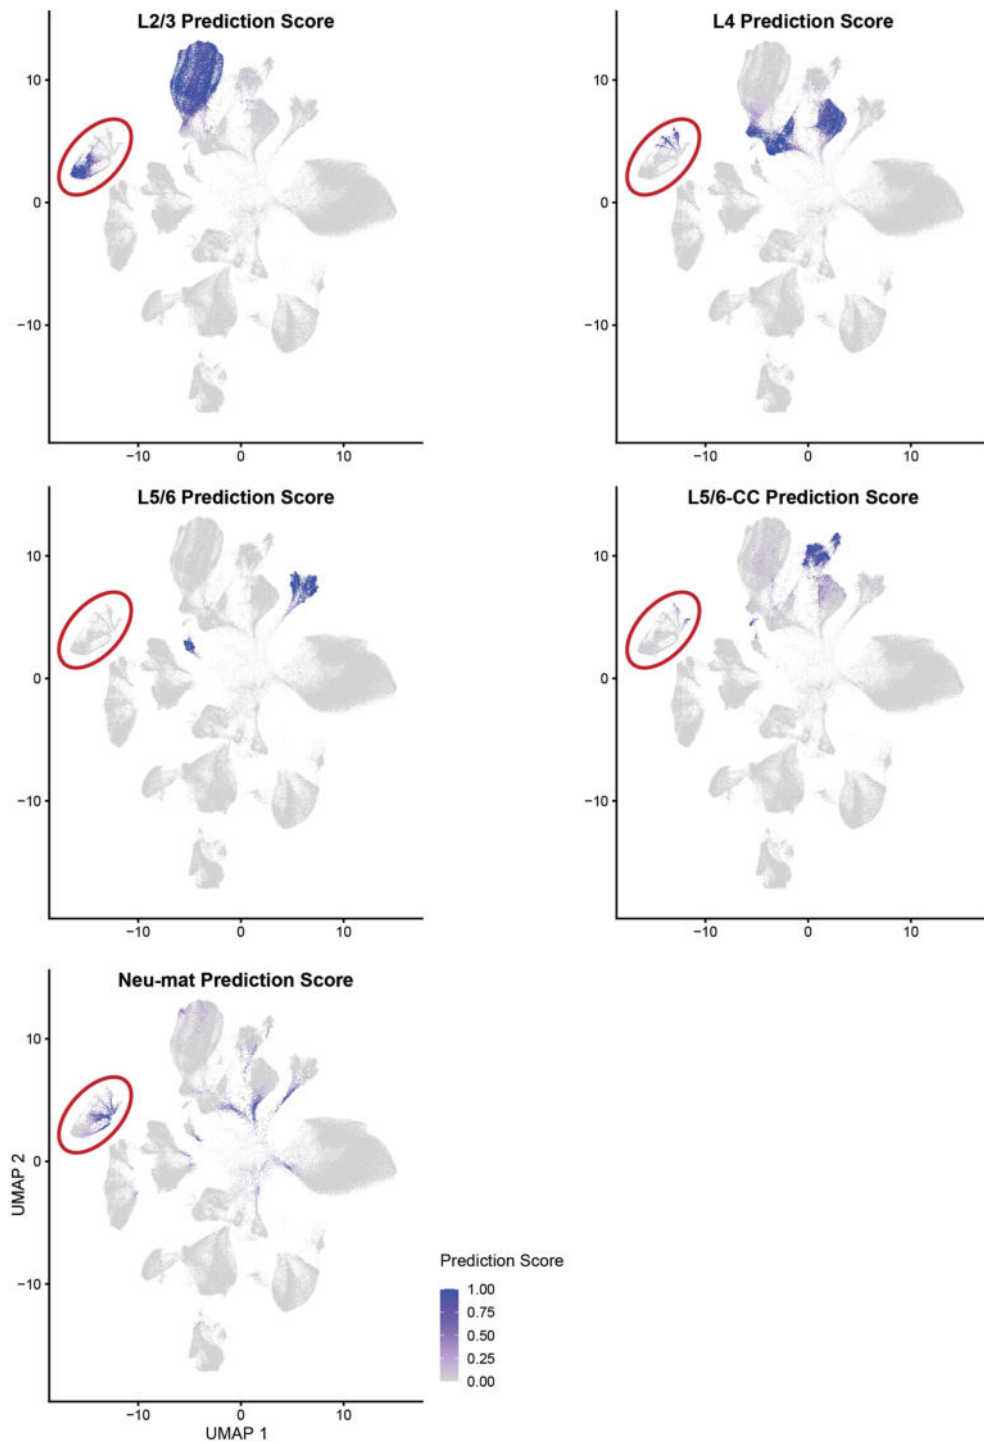 L2/3 Prediction Score
10
0
−10
−10 0 10
L4 Prediction Score
10
0
−10
−10 0 10
L5/6 Prediction Score
10
0
−10
−10 0 10
L5/6-CC Prediction Score
10
0
−10
−10 0 10
Neu-mat Prediction Score
10
0
−10
−10 0 10
UMAP 2
UMAP 1
Prediction Score
1.00
0.75
0.50
0.25
0.00